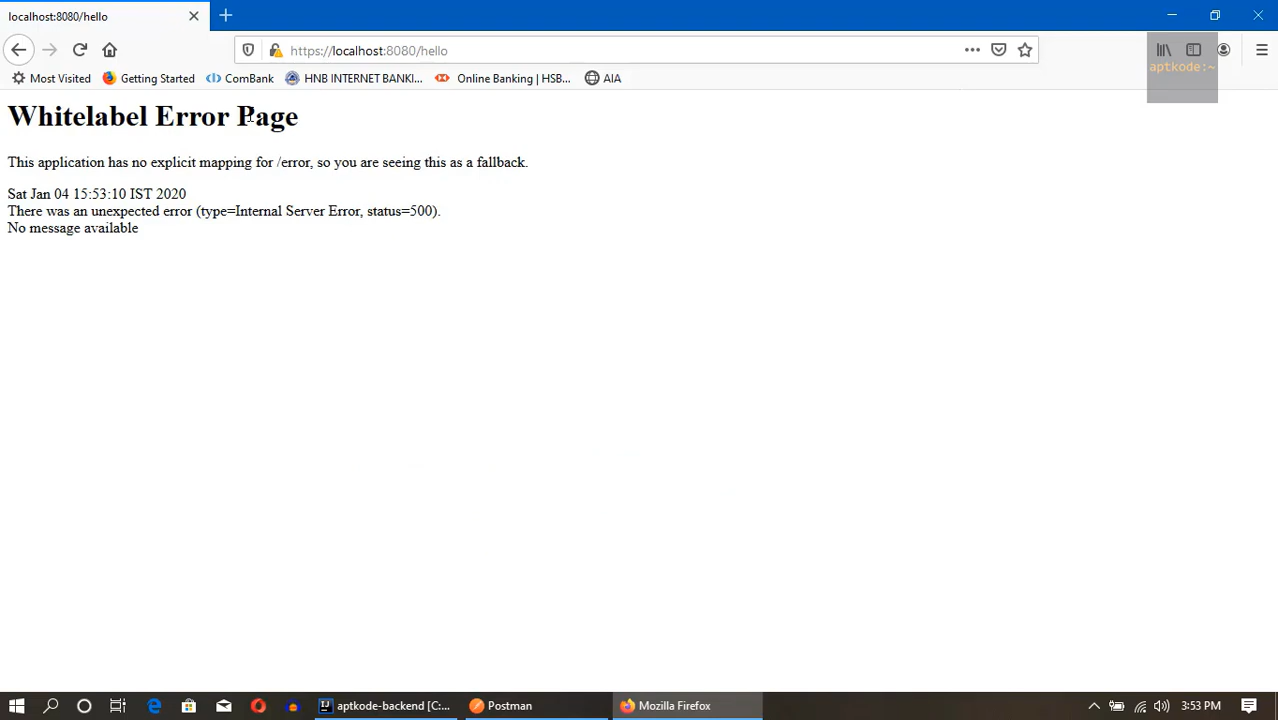 localhost:8080/hello
https://localhost:8080/hello
Most Visited Getting Started ComBank HNB INTERNET BANKI... Online Banking | HSB... AIA
aptkode:~
Whitelabel Error Page
This application has no explicit mapping for /error, so you are seeing this as a fallback.
Sat Jan 04 15:53:10 IST 2020
There was an unexpected error (type=Internal Server Error, status=500).
No message available
aptkode-backend [C:... Postman Mozilla Firefox 3:53 PM